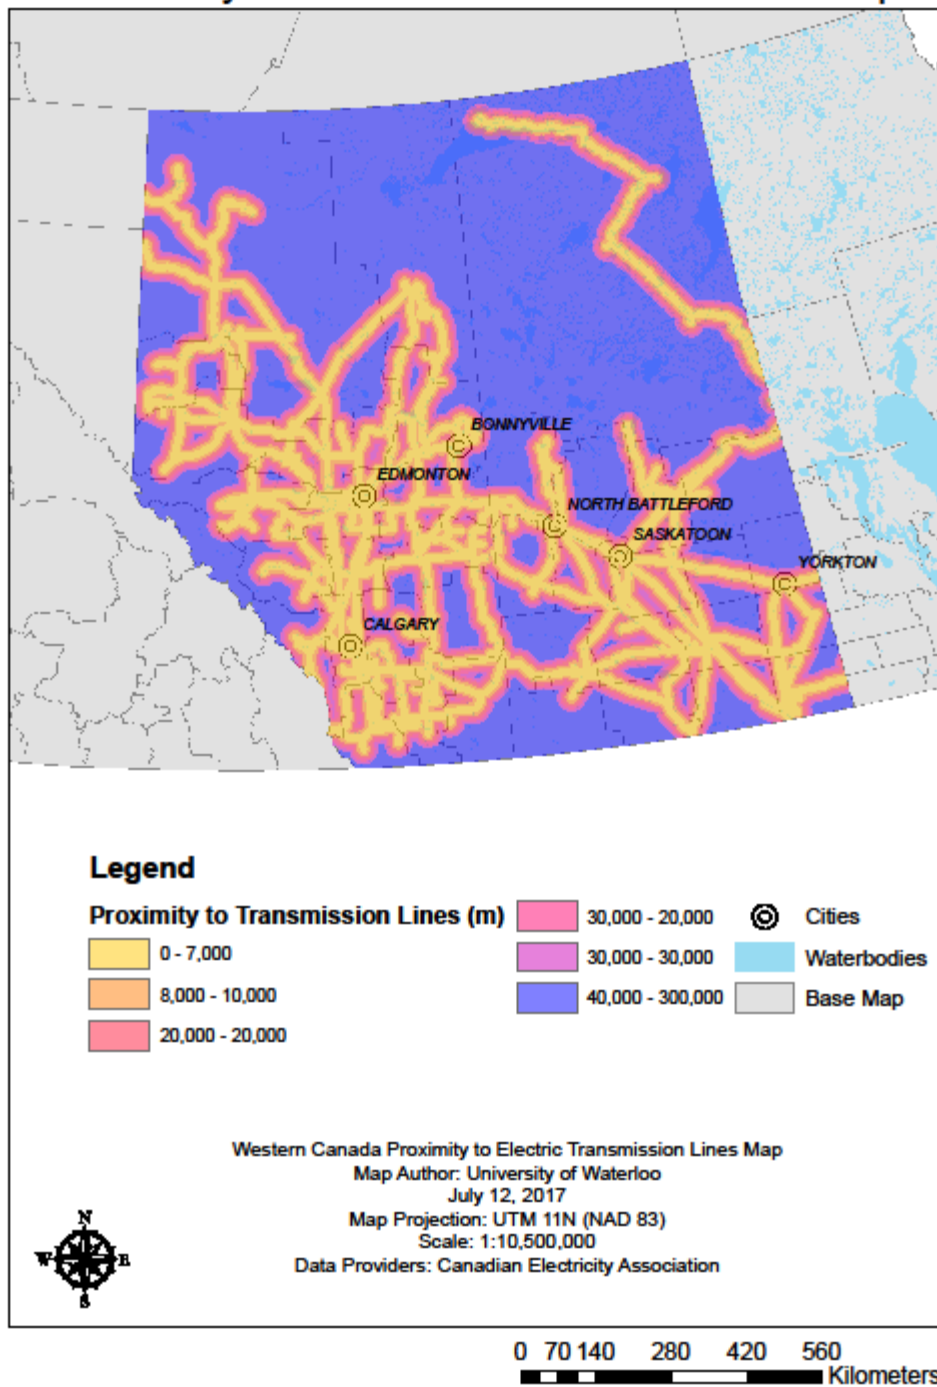 BONNYVILLE
EDMONTON
NORTH BATTLEFORD
SASKATOON
YORKTON
CALGARY
Legend
Proximity to Transmission Lines (m)
0 - 7,000
8,000 - 10,000
20,000 - 20,000
30,000 - 20,000
30,000 - 30,000
40,000 - 300,000
Cities
Waterbodies
Base Map
Western Canada Proximity to Electric Transmission Lines Map
Map Author: University of Waterloo
July 12, 2017
Map Projection: UTM 11N (NAD 83)
Scale: 1:10,500,000
Data Providers: Canadian Electricity Association
N
W E
S
0 70 140 280 420 560
Kilometers